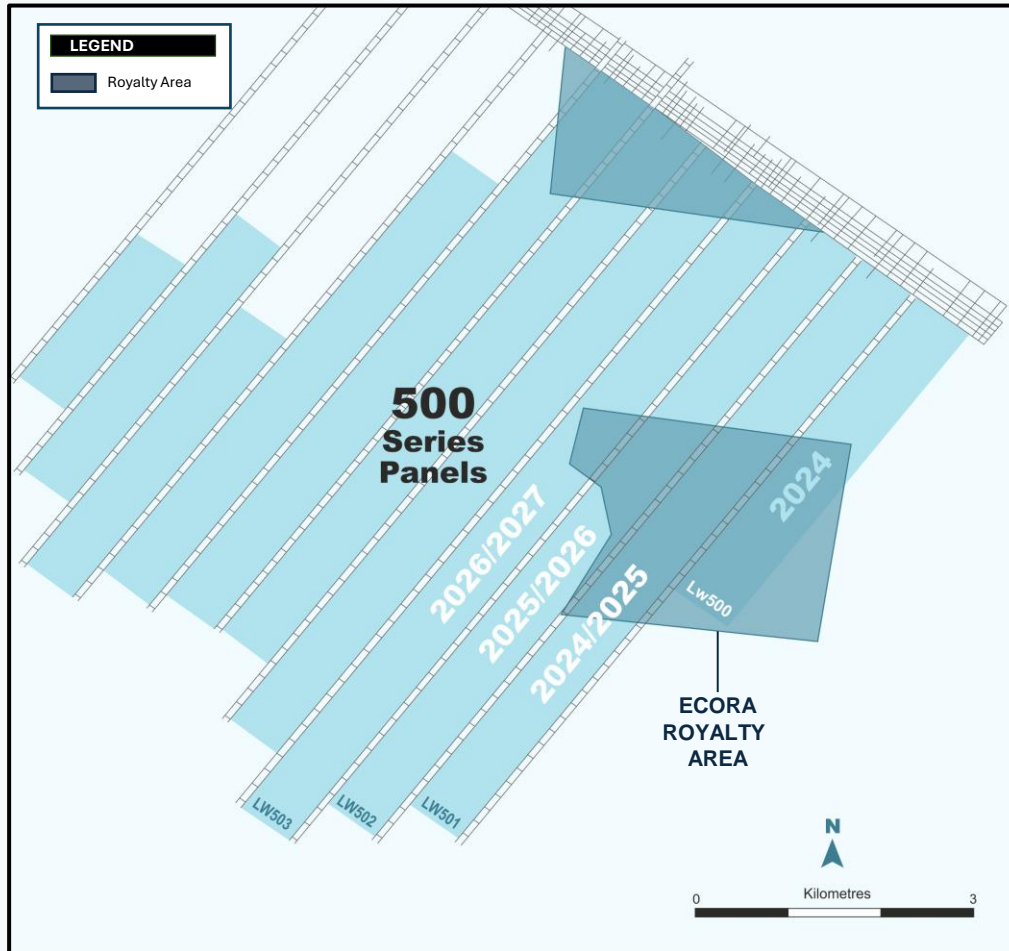 LEGEND
Royalty Area
500
Series
Panels
2024
2026/2027
2025/2026
2024/2025
Lw500
ECORA
ROYALTY
AREA
LW503
LW502
LW501
N
Kilometres
0
3